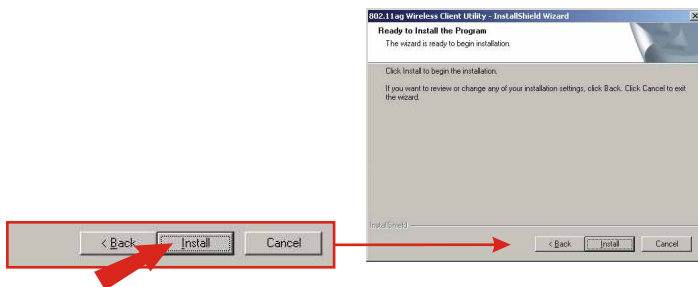 802.11ag Wireless Client Utility - InstallShield Wizard
Ready to Install the Program
The wizard is ready to begin installation.
Click Install to begin the installation.
If you want to review or change any of your installation settings, click Back. Click Cancel to exit
the wizard.
InstallShield
< Back Install Cancel
< Back Install Cancel